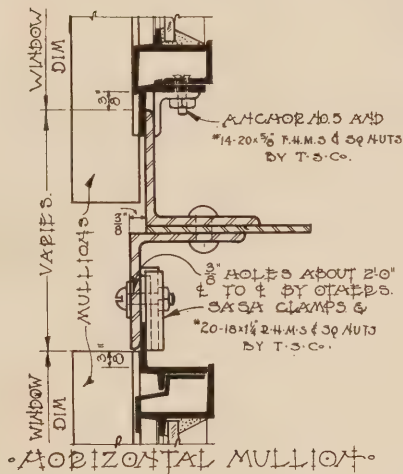 WINDOW
DIM
3/8"
ANCHOR NO.5 AND
#14-20x5/8" F.H.M.S & SQ NUTS
BY T.S.Co.
VARIES.
MULLIONS
3/8"
3/8" HOLES ABOUT 2'-0"
℄ TO ℄ BY OTHERS.
SASH CLAMPS &
#20-18x1¼ R.H.M.S & SQ NUTS
BY T.S.Co.
3/8"
WINDOW
DIM
·HORIZONTAL MULLION·